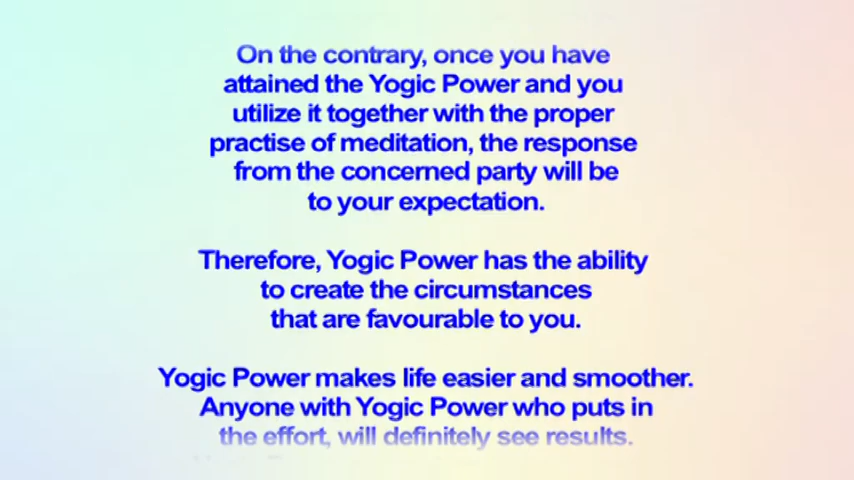 On the contrary, once you have
attained the Yogic Power and you
utilize it together with the proper
practise of meditation, the response
from the concerned party will be
to your expectation.
Therefore, Yogic Power has the ability
to create the circumstances
that are favourable to you.
Yogic Power makes life easier and smoother.
Anyone with Yogic Power who puts in
the effort, will definitely see results.